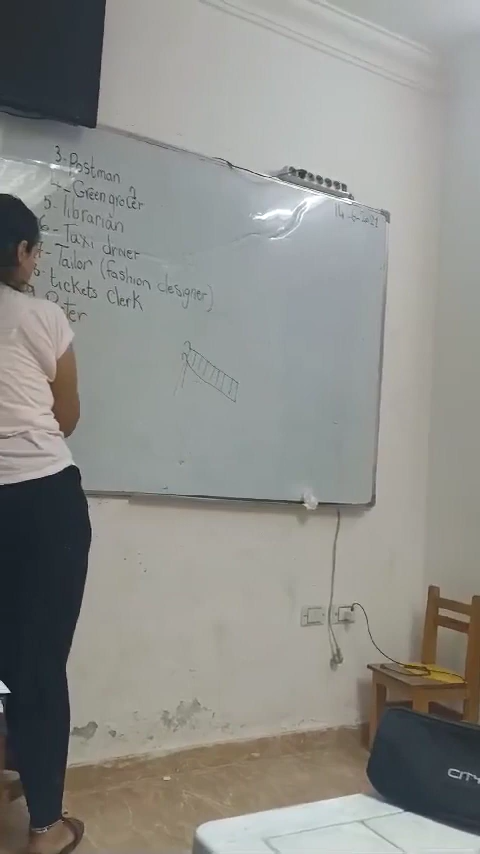 3- Postman
4- Greengrocer
5- librarian
6- Taxi driver
7- Tailor (fashion designer)
8- tickets clerk
14-6-2021
CITY